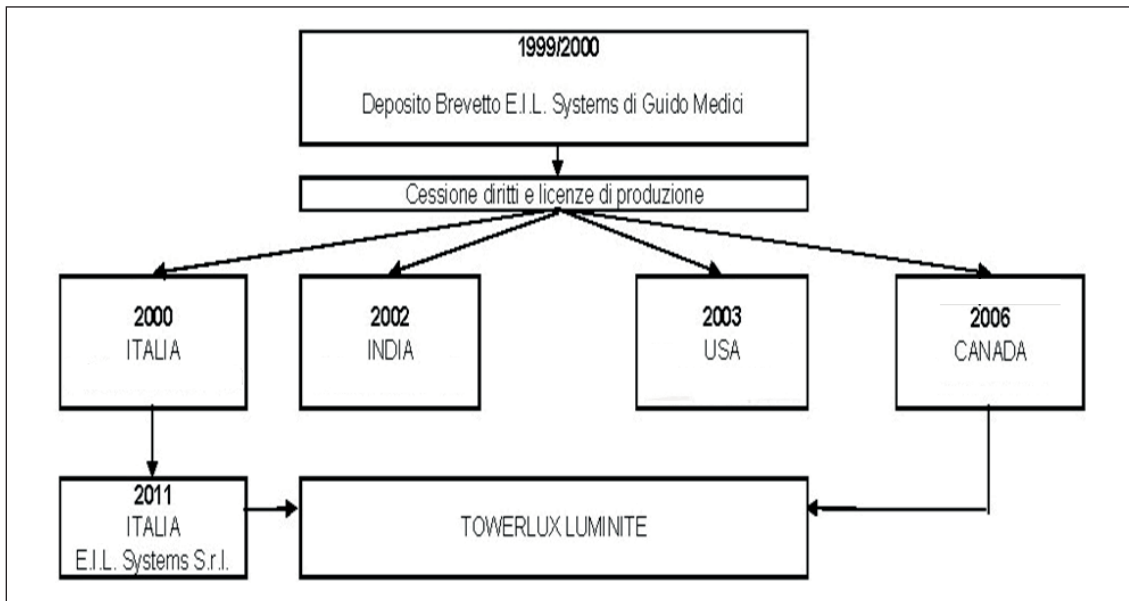 1999/2000
Deposito Brevetto E.I.L. Systems di Guido Medici
Cessione diritti e licenze di produzione
2000
ITALIA
2002
INDIA
2003
USA
2006
CANADA
2011
ITALIA
E.I.L. Systems S.r.l.
TOWERLUX LUMINITE